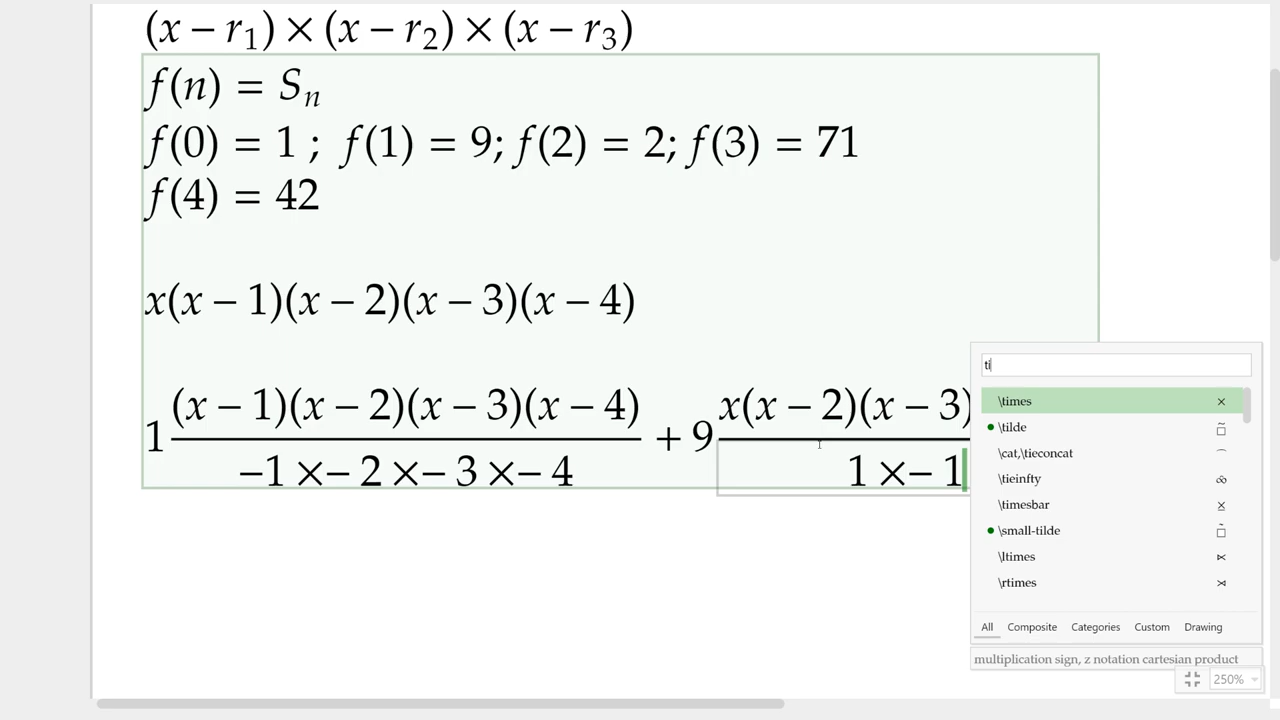 (x − r₁) × (x − r₂) × (x − r₃)
f(n) = Sₙ
f(0) = 1 ; f(1) = 9; f(2) = 2; f(3) = 71
f(4) = 42
x(x − 1)(x − 2)(x − 3)(x − 4)
1 (x − 1)(x − 2)(x − 3)(x − 4) + 9 x(x − 2)(x − 3)
−1 ×− 2 ×− 3 ×− 4 1 ×− 1
ti
\times ×
\tilde □̃
\cat,\tieconcat ⁀
\tieinfty ⧝
\timesbar ⨱
\small-tilde □̃
\ltimes ⋉
\rtimes ⋊
All Composite Categories Custom Drawing
multiplication sign, z notation cartesian product
250%